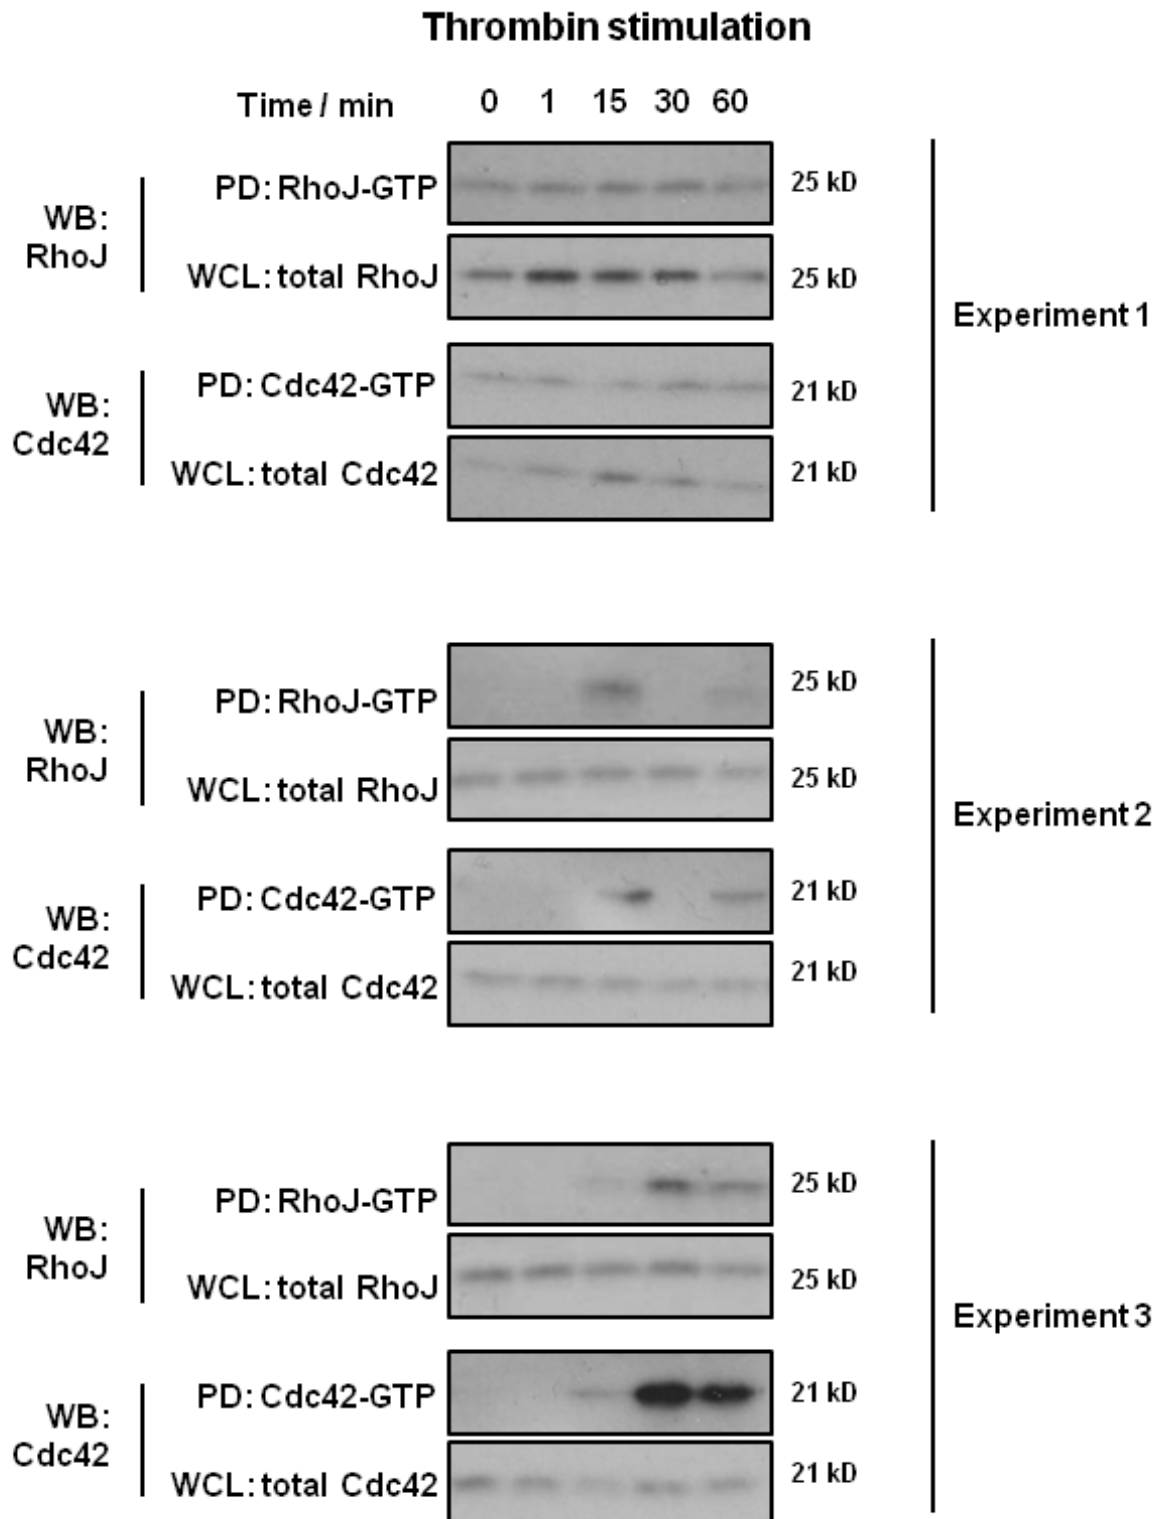 Thrombin stimulation
Time / min 0 1 15 30 60
WB: RhoJ
PD: RhoJ-GTP 25 kD
WCL: total RhoJ 25 kD
WB: Cdc42
PD: Cdc42-GTP 21 kD
WCL: total Cdc42 21 kD
Experiment 1
WB: RhoJ
PD: RhoJ-GTP 25 kD
WCL: total RhoJ 25 kD
WB: Cdc42
PD: Cdc42-GTP 21 kD
WCL: total Cdc42 21 kD
Experiment 2
WB: RhoJ
PD: RhoJ-GTP 25 kD
WCL: total RhoJ 25 kD
WB: Cdc42
PD: Cdc42-GTP 21 kD
WCL: total Cdc42 21 kD
Experiment 3